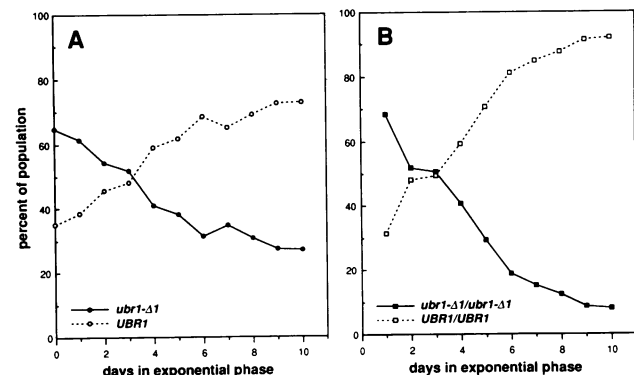 A
100
80
60
40
20
0
percent of population
ubr1-Δ1
UBR1
0 2 4 6 8 10
days in exponential phase
B
100
80
60
40
20
0
ubr1-Δ1/ubr1-Δ1
UBR1/UBR1
0 2 4 6 8 10
days in exponential phase